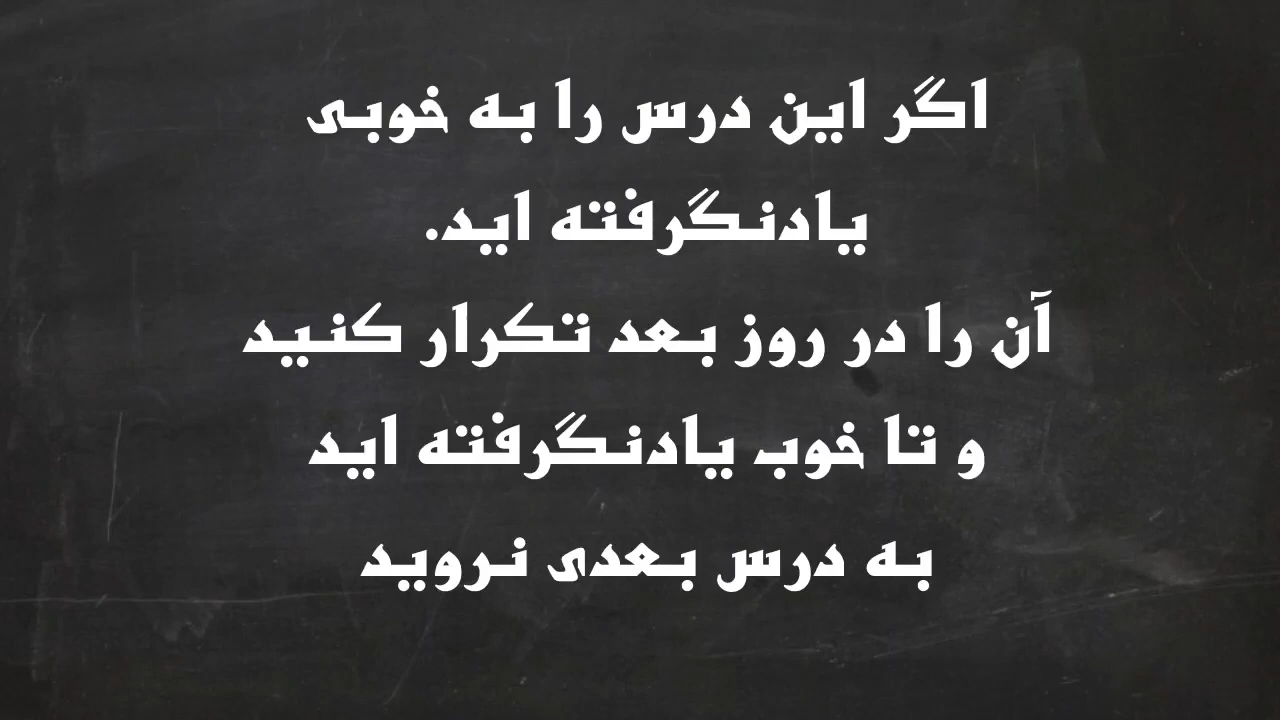 اگر این درس را به خوبی
یادنگرفته اید.
آن را در روز بعد تکرار کنید
و تا خوب یادنگرفته اید
به درس بعدی نروید